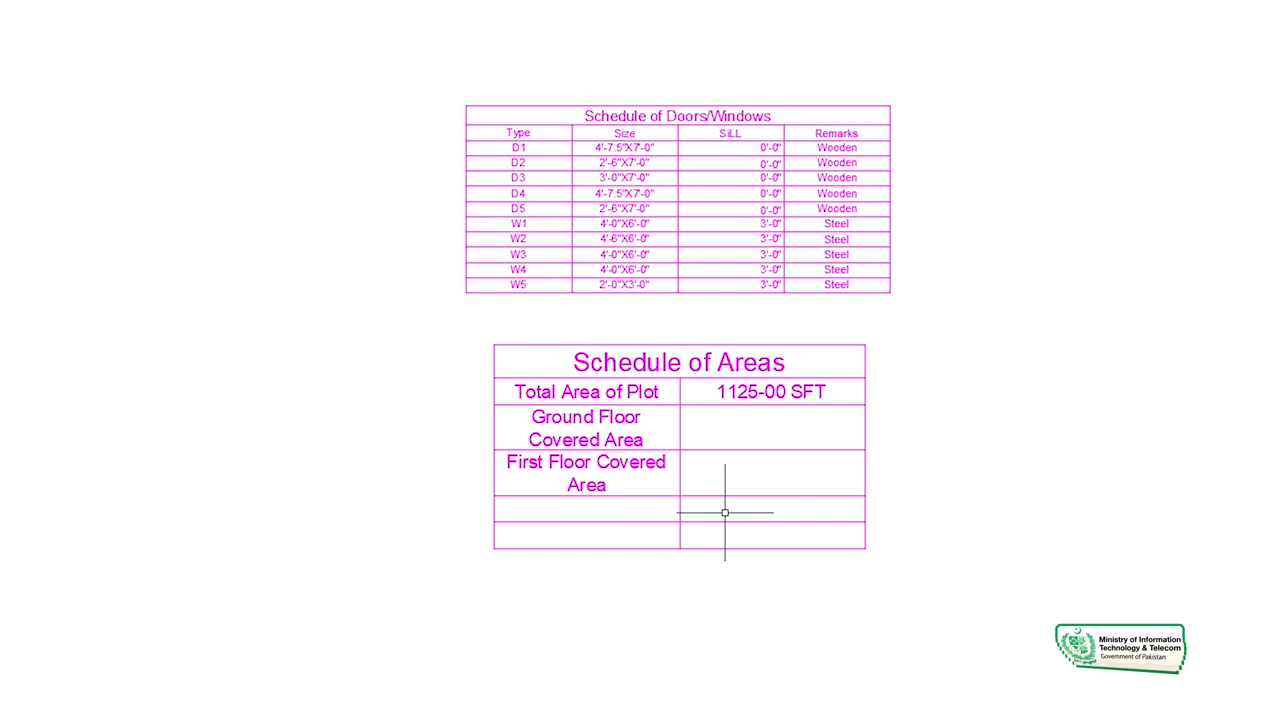 Schedule of Doors/Windows
Type Size SiLL Remarks
D1 4'-7.5"X7'-0" 0'-0" Wooden
D2 2'-6"X7'-0" 0'-0" Wooden
D3 3'-0"X7'-0" 0'-0" Wooden
D4 4'-7.5"X7'-0" 0'-0" Wooden
D5 2'-6"X7'-0" 0'-0" Wooden
W1 4'-0"X6'-0" 3'-0" Steel
W2 4'-6"X6'-0" 3'-0" Steel
W3 4'-0"X6'-0" 3'-0" Steel
W4 4'-0"X6'-0" 3'-0" Steel
W5 2'-0"X3'-0" 3'-0" Steel
Schedule of Areas
Total Area of Plot 1125-00 SFT
Ground Floor
Covered Area
First Floor Covered
Area
Ministry of Information
Technology & Telecom
Government of Pakistan